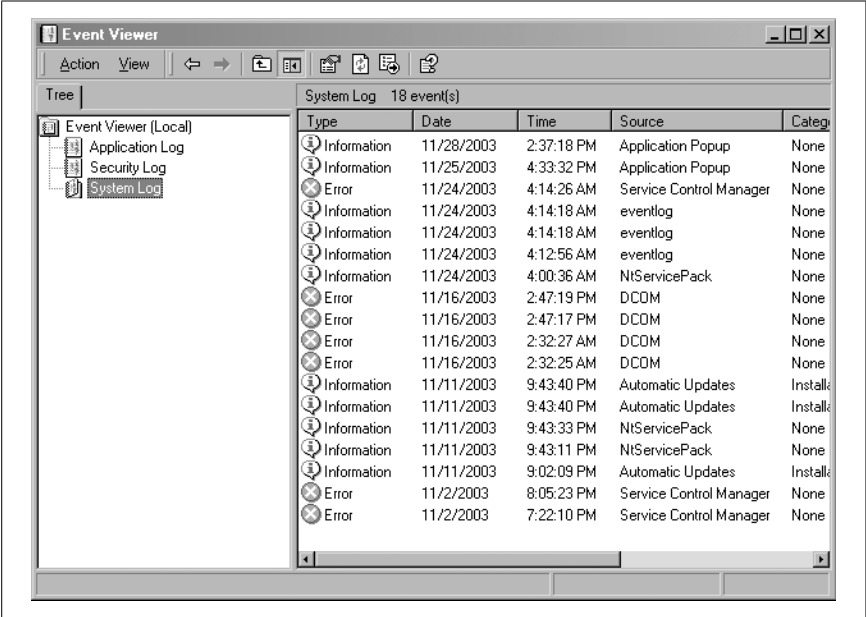 Event Viewer
Action View
Tree
System Log 18 event(s)
Event Viewer (Local)
Application Log
Security Log
System Log
Type Date Time Source Categ
Information 11/28/2003 2:37:18 PM Application Popup None
Information 11/25/2003 4:33:32 PM Application Popup None
Error 11/24/2003 4:14:26 AM Service Control Manager None
Information 11/24/2003 4:14:18 AM eventlog None
Information 11/24/2003 4:14:18 AM eventlog None
Information 11/24/2003 4:12:56 AM eventlog None
Information 11/24/2003 4:00:36 AM NtServicePack None
Error 11/16/2003 2:47:19 PM DCOM None
Error 11/16/2003 2:47:17 PM DCOM None
Error 11/16/2003 2:32:27 AM DCOM None
Error 11/16/2003 2:32:25 AM DCOM None
Information 11/11/2003 9:43:40 PM Automatic Updates Installa
Information 11/11/2003 9:43:40 PM Automatic Updates Installa
Information 11/11/2003 9:43:33 PM NtServicePack None
Information 11/11/2003 9:43:11 PM NtServicePack None
Information 11/11/2003 9:02:09 PM Automatic Updates Installa
Error 11/2/2003 8:05:23 PM Service Control Manager None
Error 11/2/2003 7:22:10 PM Service Control Manager None